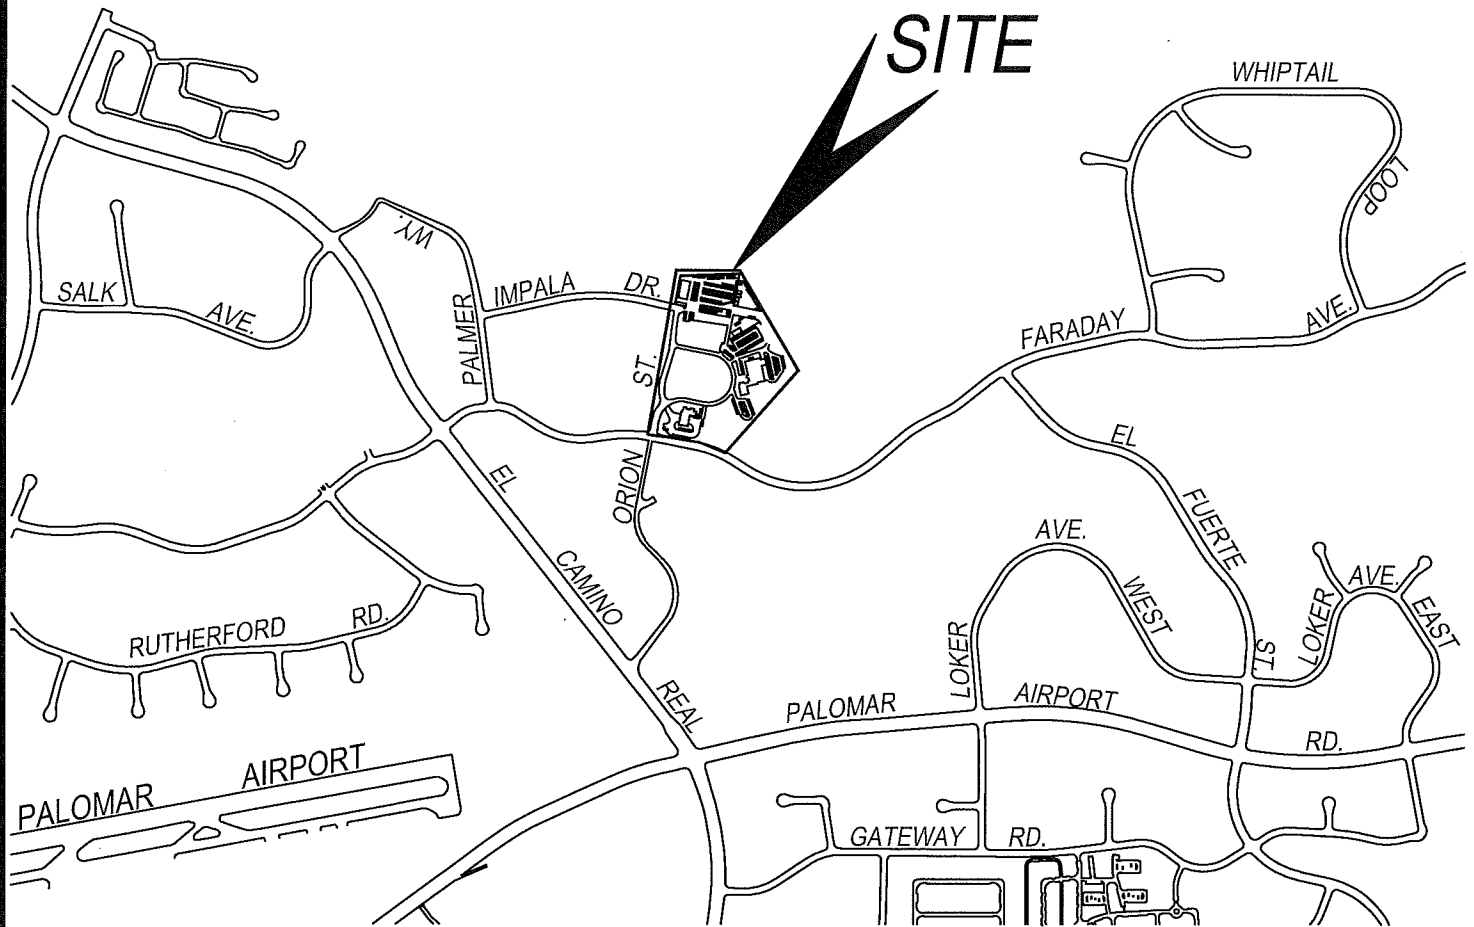 SITE
WHIPTAIL
LOOP
WY.
SALK
AVE.
IMPALA DR.
PALMER
ST.
FARADAY
AVE.
EL
FUERTE
ST.
EL
CAMINO
REAL
ORION
AVE.
WEST
LOKER
LOKER
AVE.
EAST
RUTHERFORD RD.
PALOMAR AIRPORT RD.
PALOMAR AIRPORT
GATEWAY RD.